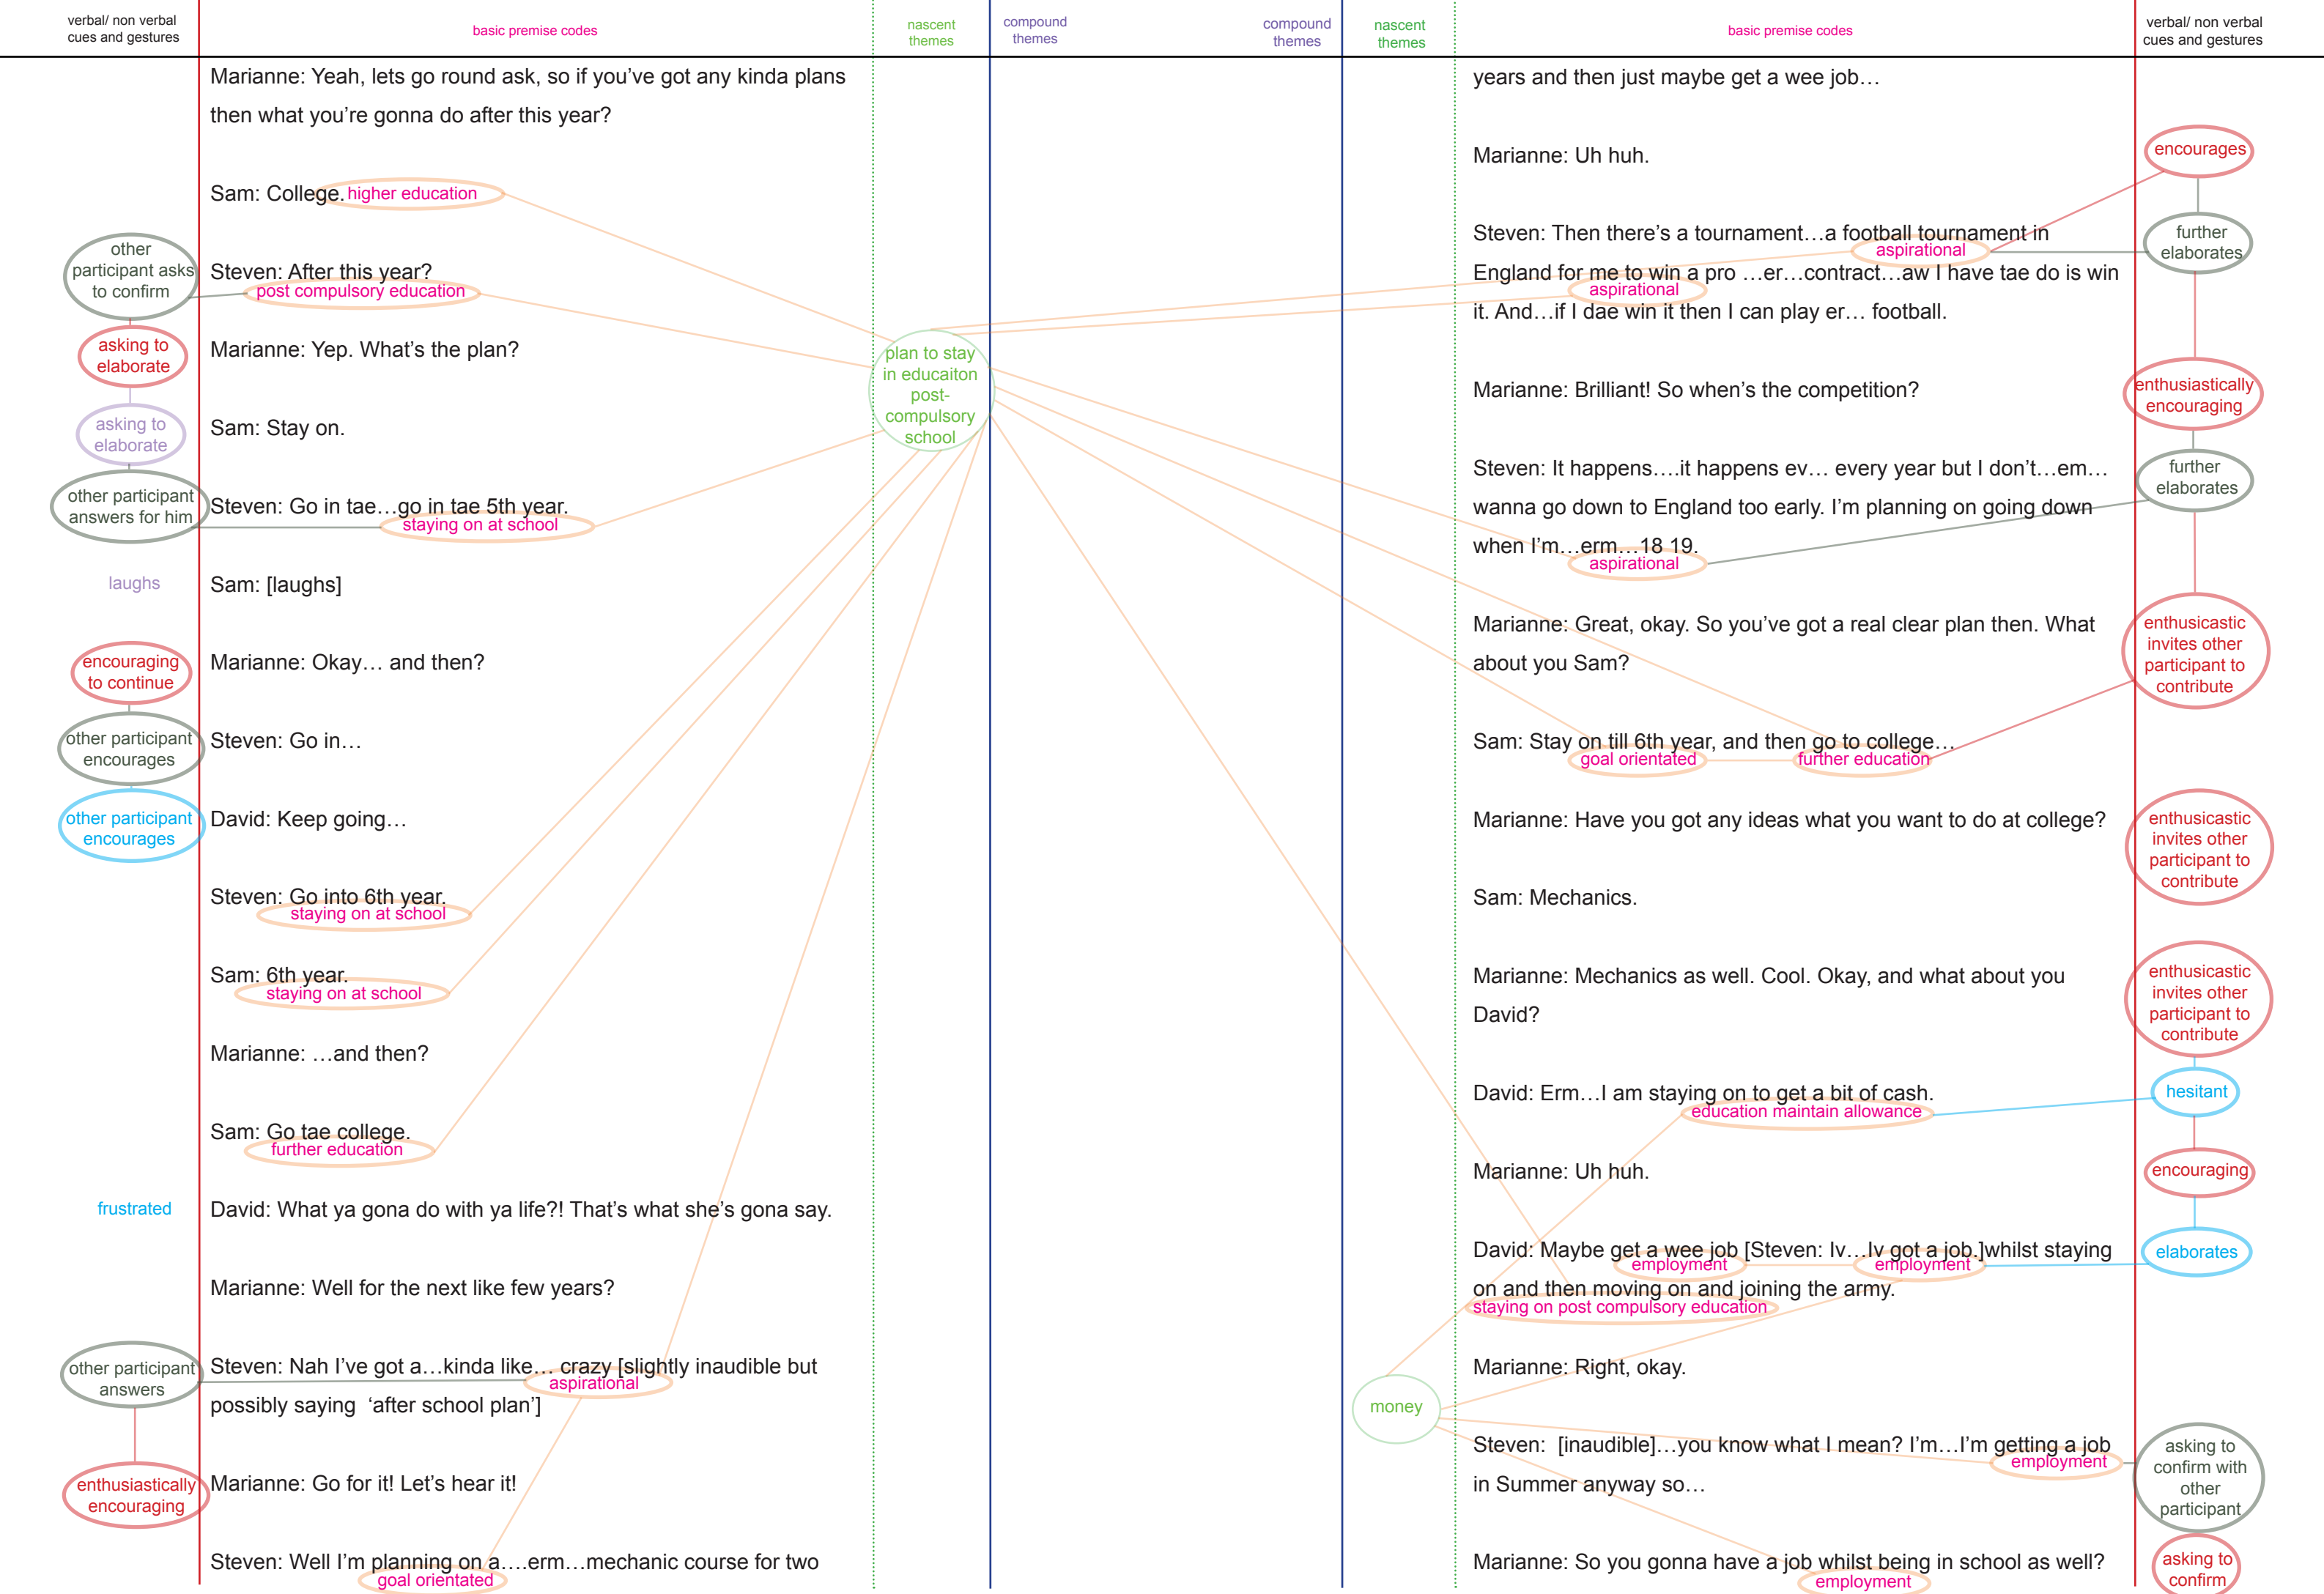 verbal/ non verbal
cues and gestures
basic premise codes
nascent
themes
compound
themes
Marianne: Yeah, lets go round ask, so if you've got any kinda plans
then what you're gonna do after this year?
Sam: College.
higher education
other
participant asks
to confirm
Steven: After this year?
post compulsory education
asking to
elaborate
Marianne: Yep. What's the plan?
plan to stay
in educaiton
post-
compulsory
school
asking to
elaborate
Sam: Stay on.
other participant
answers for him
Steven: Go in tae…go in tae 5th year.
staying on at school
laughs
Sam: [laughs]
encouraging
to continue
Marianne: Okay… and then?
other participant
encourages
Steven: Go in…
other participant
encourages
David: Keep going…
Steven: Go into 6th year.
staying on at school
Sam: 6th year.
staying on at school
Marianne: …and then?
Sam: Go tae college.
further education
frustrated
David: What ya gona do with ya life?! That's what she's gona say.
Marianne: Well for the next like few years?
other participant
answers
Steven: Nah I've got a…kinda like… crazy [slightly inaudible but
aspirational
possibly saying  'after school plan']
enthusiastically
encouraging
Marianne: Go for it! Let's hear it!
Steven: Well I'm planning on a….erm…mechanic course for two
goal orientated
compound
themes
nascent
themes
basic premise codes
verbal/ non verbal
cues and gestures
years and then just maybe get a wee job…
Marianne: Uh huh.
encourages
Steven: Then there's a tournament…a football tournament in
aspirational
further
elaborates
England for me to win a pro …er…contract…aw I have tae do is win
aspirational
it. And…if I dae win it then I can play er… football.
Marianne: Brilliant! So when's the competition?
enthusiastically
encouraging
Steven: It happens….it happens ev… every year but I don't…em…
further
elaborates
wanna go down to England too early. I'm planning on going down
when I'm…erm…18 19.
aspirational
Marianne: Great, okay. So you've got a real clear plan then. What
about you Sam?
enthusicastic
invites other
participant to
contribute
Sam: Stay on till 6th year, and then go to college…
goal orientated
further education
Marianne: Have you got any ideas what you want to do at college?
enthusicastic
invites other
participant to
contribute
Sam: Mechanics.
Marianne: Mechanics as well. Cool. Okay, and what about you
David?
enthusicastic
invites other
participant to
contribute
David: Erm…I am staying on to get a bit of cash.
education maintain allowance
hesitant
Marianne: Uh huh.
encouraging
David: Maybe get a wee job [Steven: Iv…Iv got a job.]whilst staying
employment
employment
elaborates
on and then moving on and joining the army.
staying on post compulsory education
Marianne: Right, okay.
money
Steven:  [inaudible]…you know what I mean? I'm…I'm getting a job
employment
in Summer anyway so…
asking to
confirm with
other
participant
Marianne: So you gonna have a job whilst being in school as well?
employment
asking to
confirm